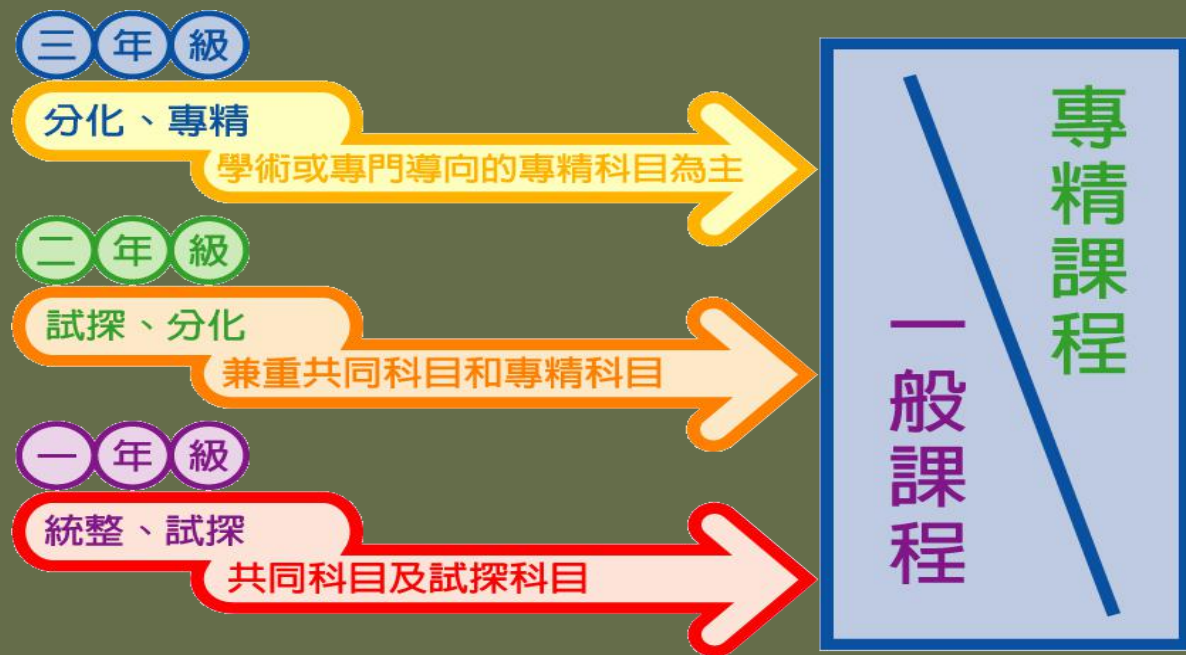 三年級
分化、專精
學術或專門導向的專精科目為主
二年級
試探、分化
兼重共同科目和專精科目
一年級
統整、試探
共同科目及試探科目
專精課程
一般課程